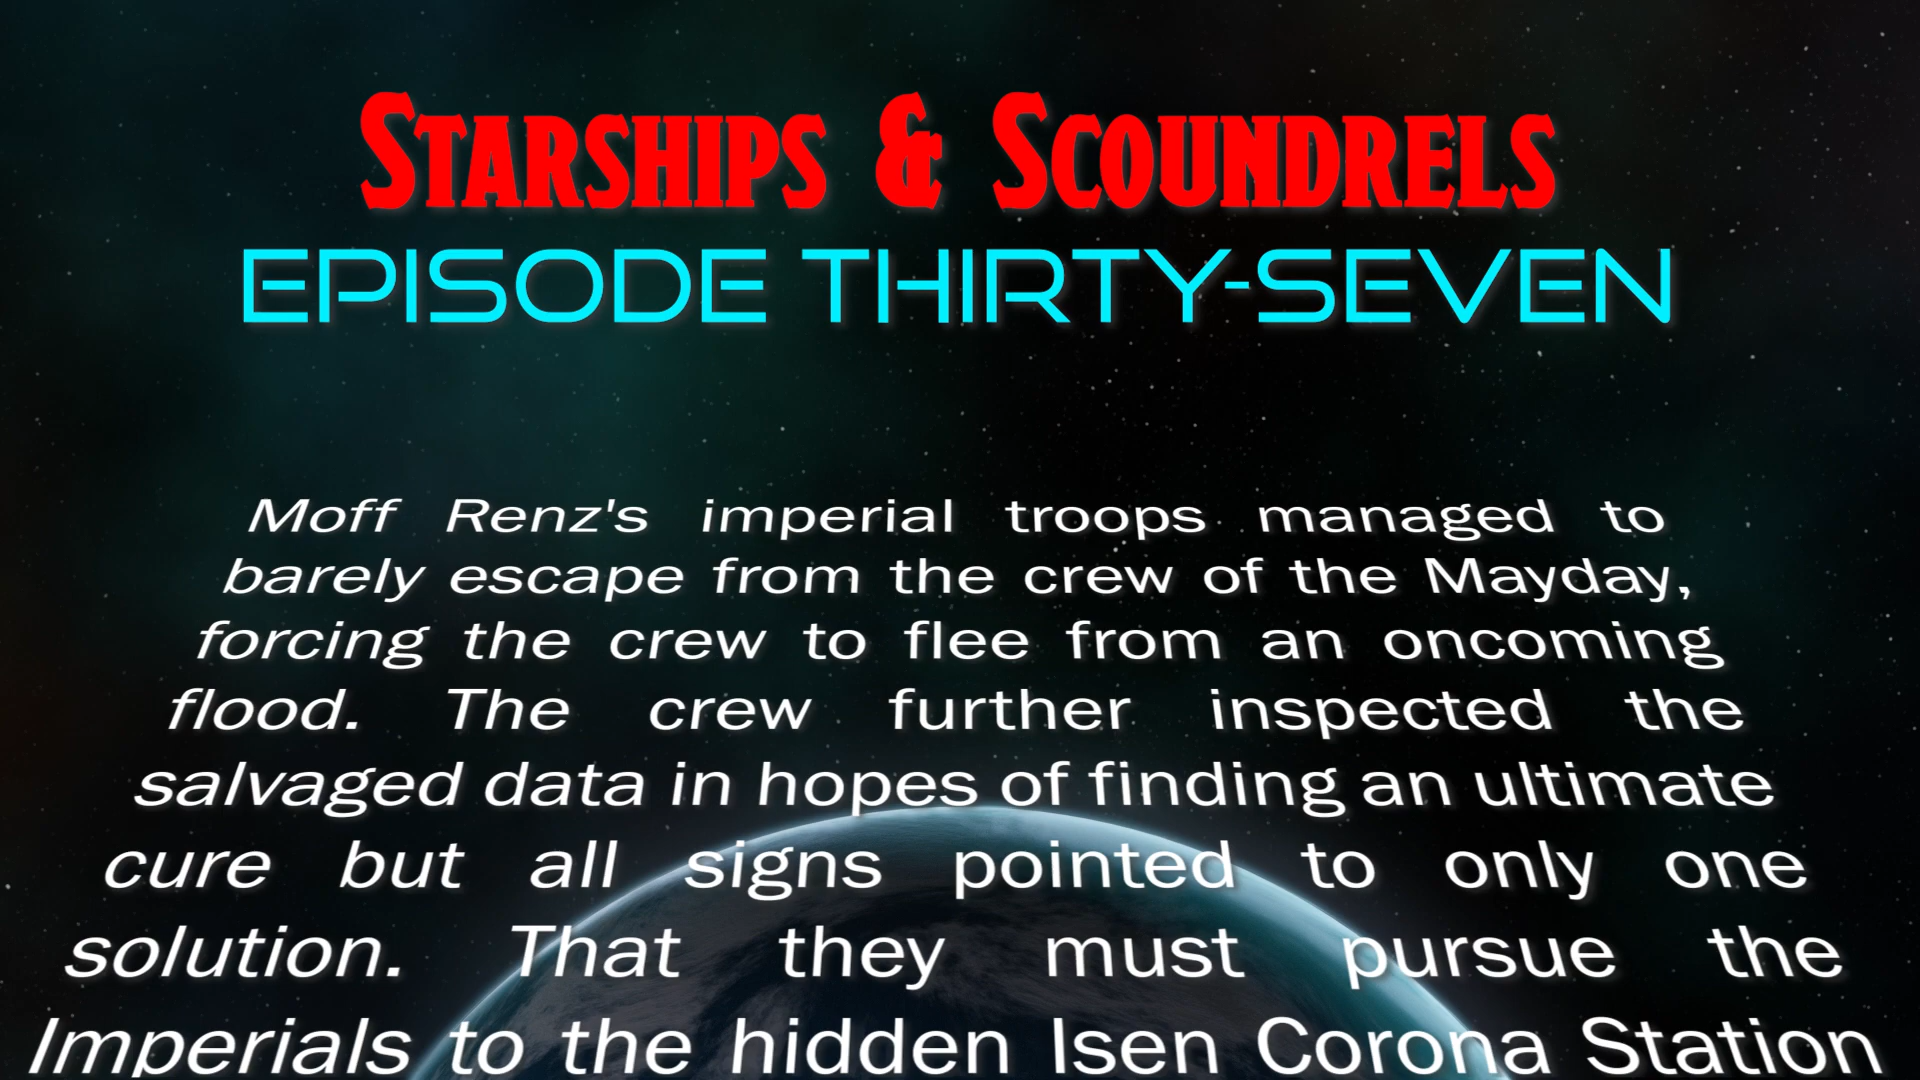 Starships & Scoundrels
EPISODE THIRTY-SEVEN
Moff Renz's imperial troops managed to
barely escape from the crew of the Mayday,
forcing the crew to flee from an oncoming
flood. The crew further inspected the
salvaged data in hopes of finding an ultimate
cure but all signs pointed to only one
solution. That they must pursue the
Imperials to the hidden Isen Corona Station